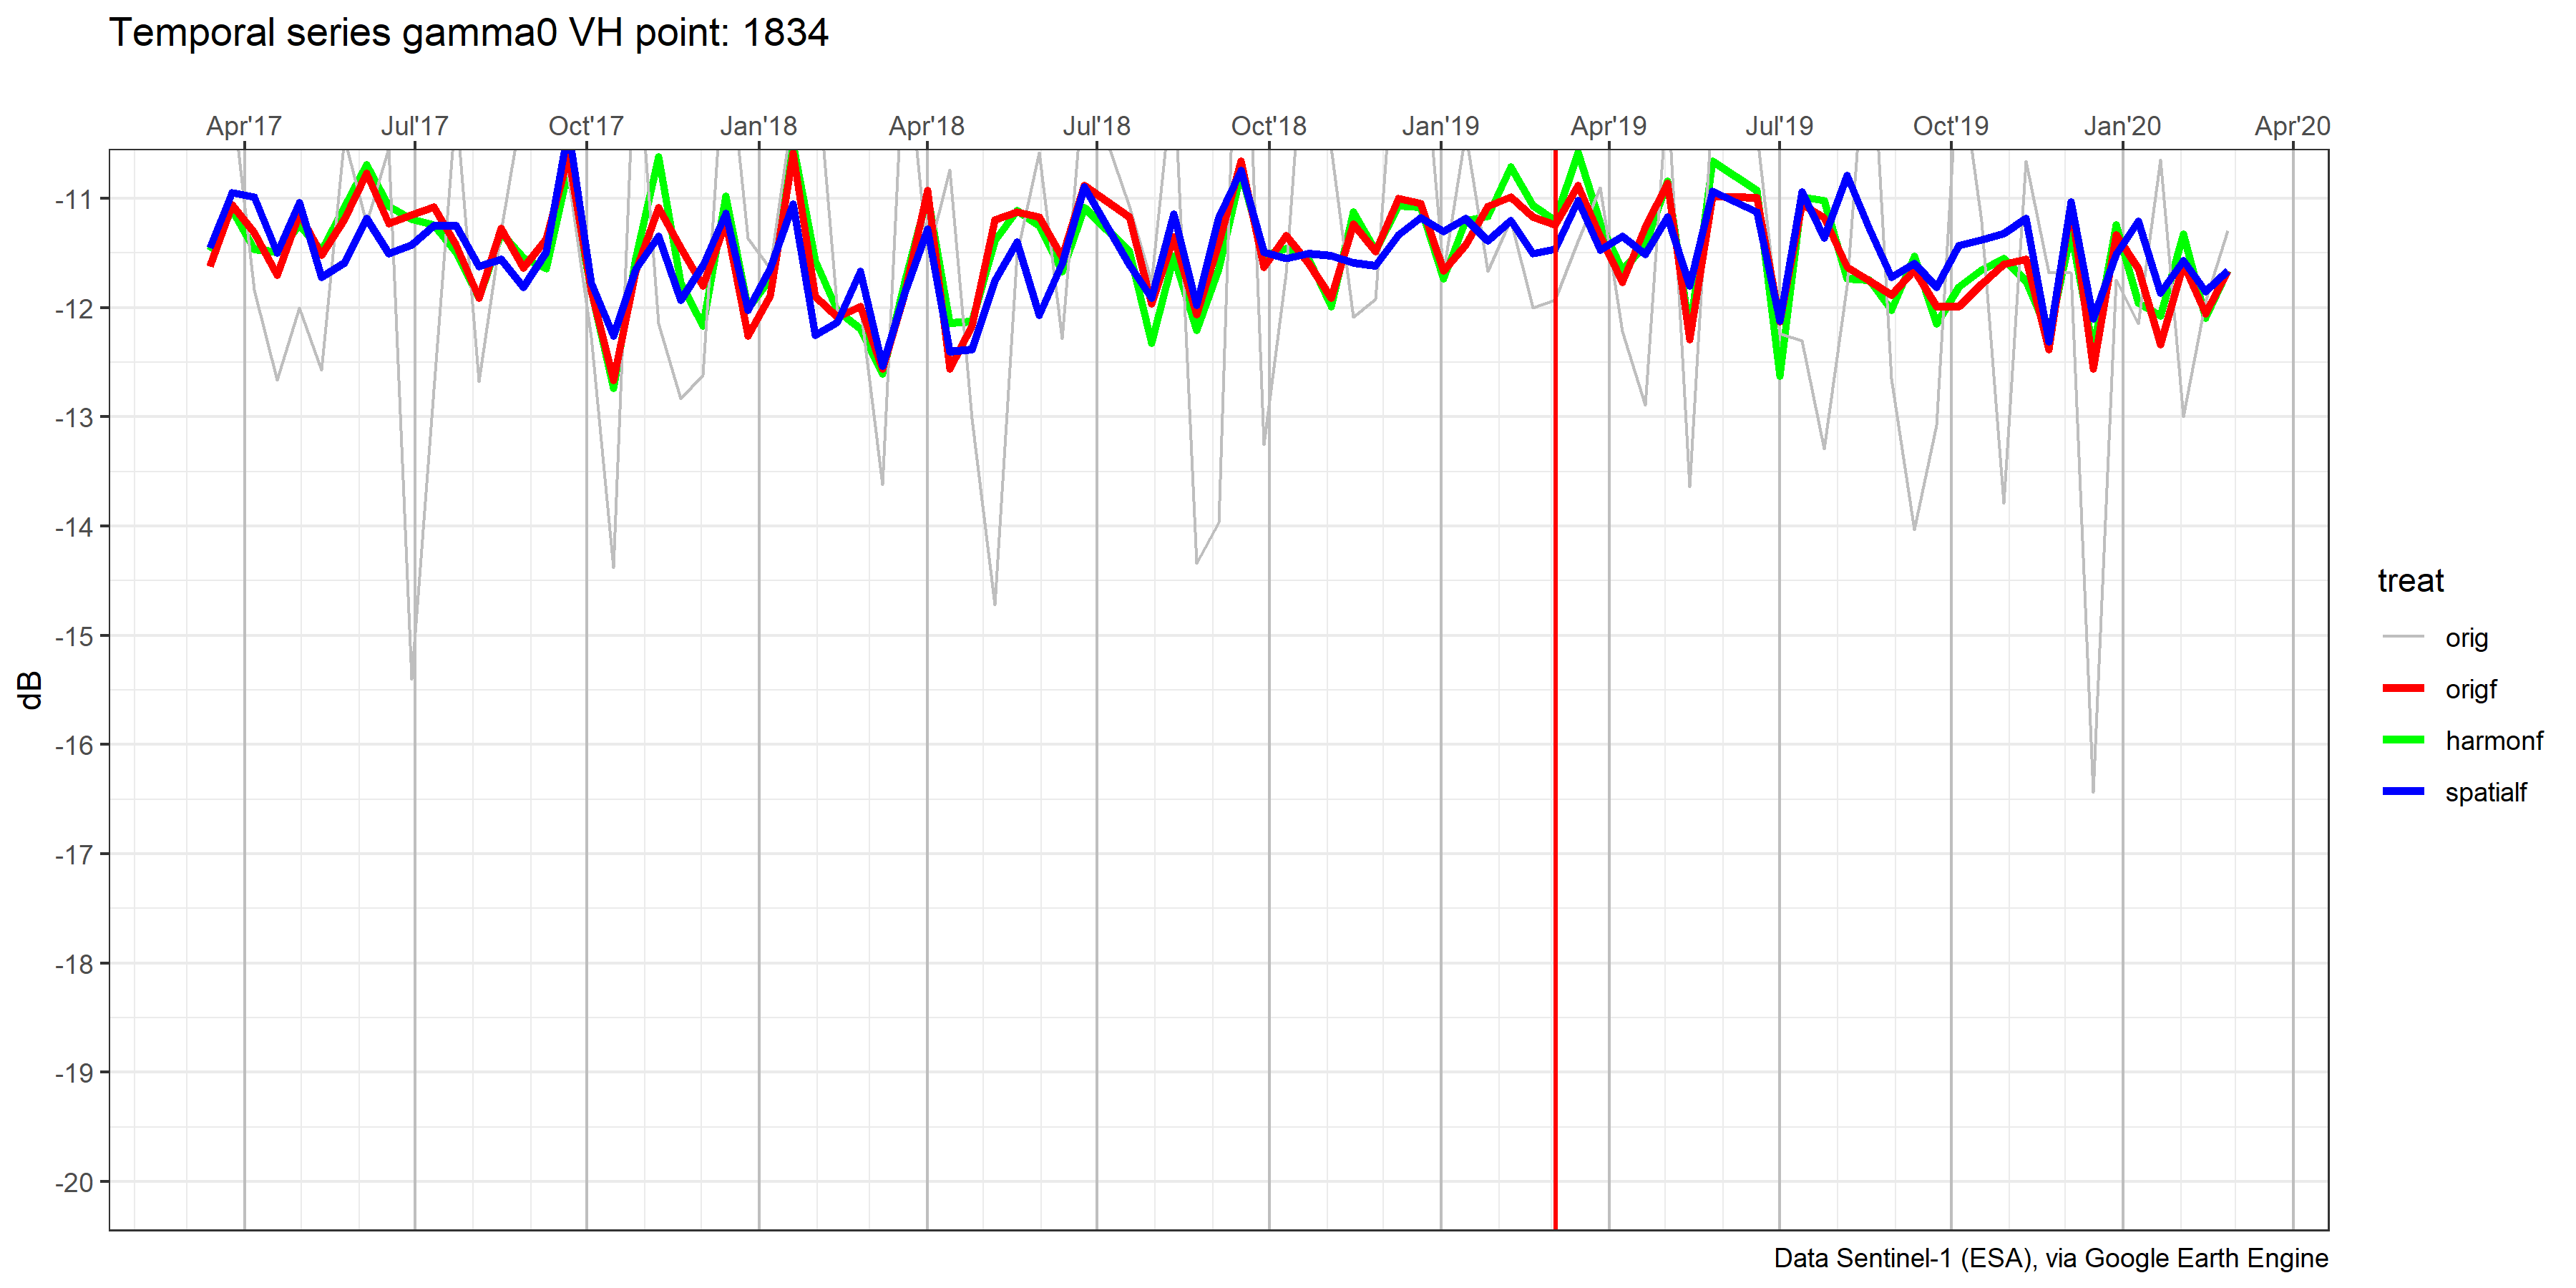 Temporal series gamma0 VH point: 1834
Apr'17 Jul'17 Oct'17 Jan'18 Apr'18 Jul'18 Oct'18 Jan'19 Apr'19 Jul'19 Oct'19 Jan'20 Apr'20
-11
-12
-13
-14
-15
-16
-17
-18
-19
-20
dB
treat
orig
origf
harmonf
spatialf
Data Sentinel-1 (ESA), via Google Earth Engine